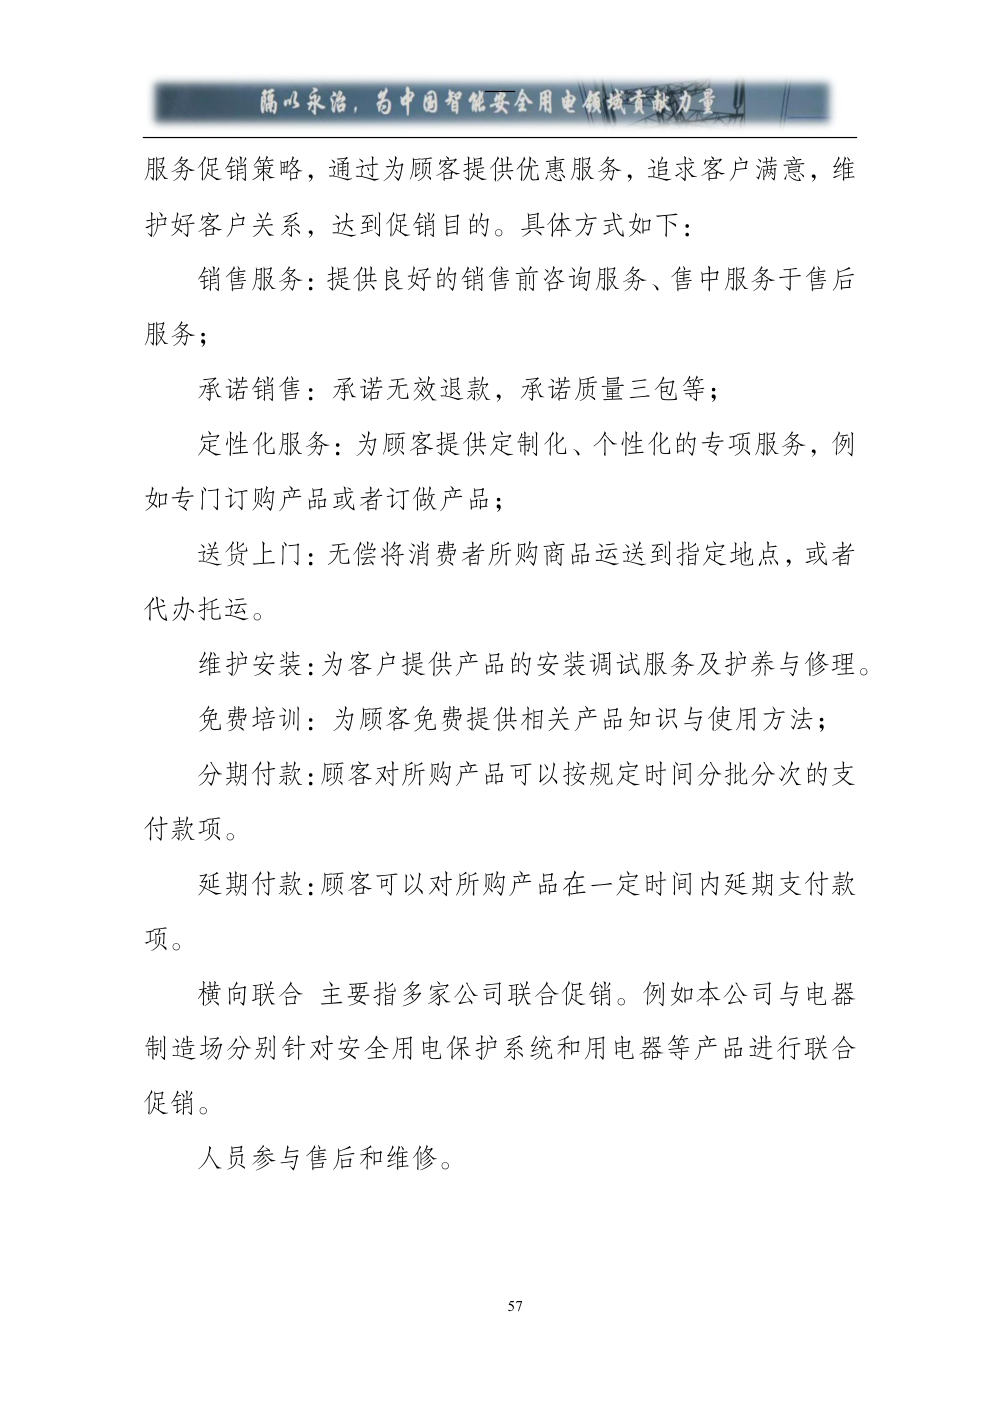 隔以永治，为中国智能安全用电领域贡献力量
服务促销策略，通过为顾客提供优惠服务，追求客户满意，维
护好客户关系，达到促销目的。具体方式如下：
销售服务：提供良好的销售前咨询服务、售中服务于售后
服务；
承诺销售：承诺无效退款，承诺质量三包等；
定性化服务：为顾客提供定制化、个性化的专项服务，例
如专门订购产品或者订做产品；
送货上门：无偿将消费者所购商品运送到指定地点，或者
代办托运。
维护安装：为客户提供产品的安装调试服务及护养与修理。
免费培训：为顾客免费提供相关产品知识与使用方法；
分期付款：顾客对所购产品可以按规定时间分批分次的支
付款项。
延期付款：顾客可以对所购产品在一定时间内延期支付款
项。
横向联合 主要指多家公司联合促销。例如本公司与电器
制造场分别针对安全用电保护系统和用电器等产品进行联合
促销。
人员参与售后和维修。
57